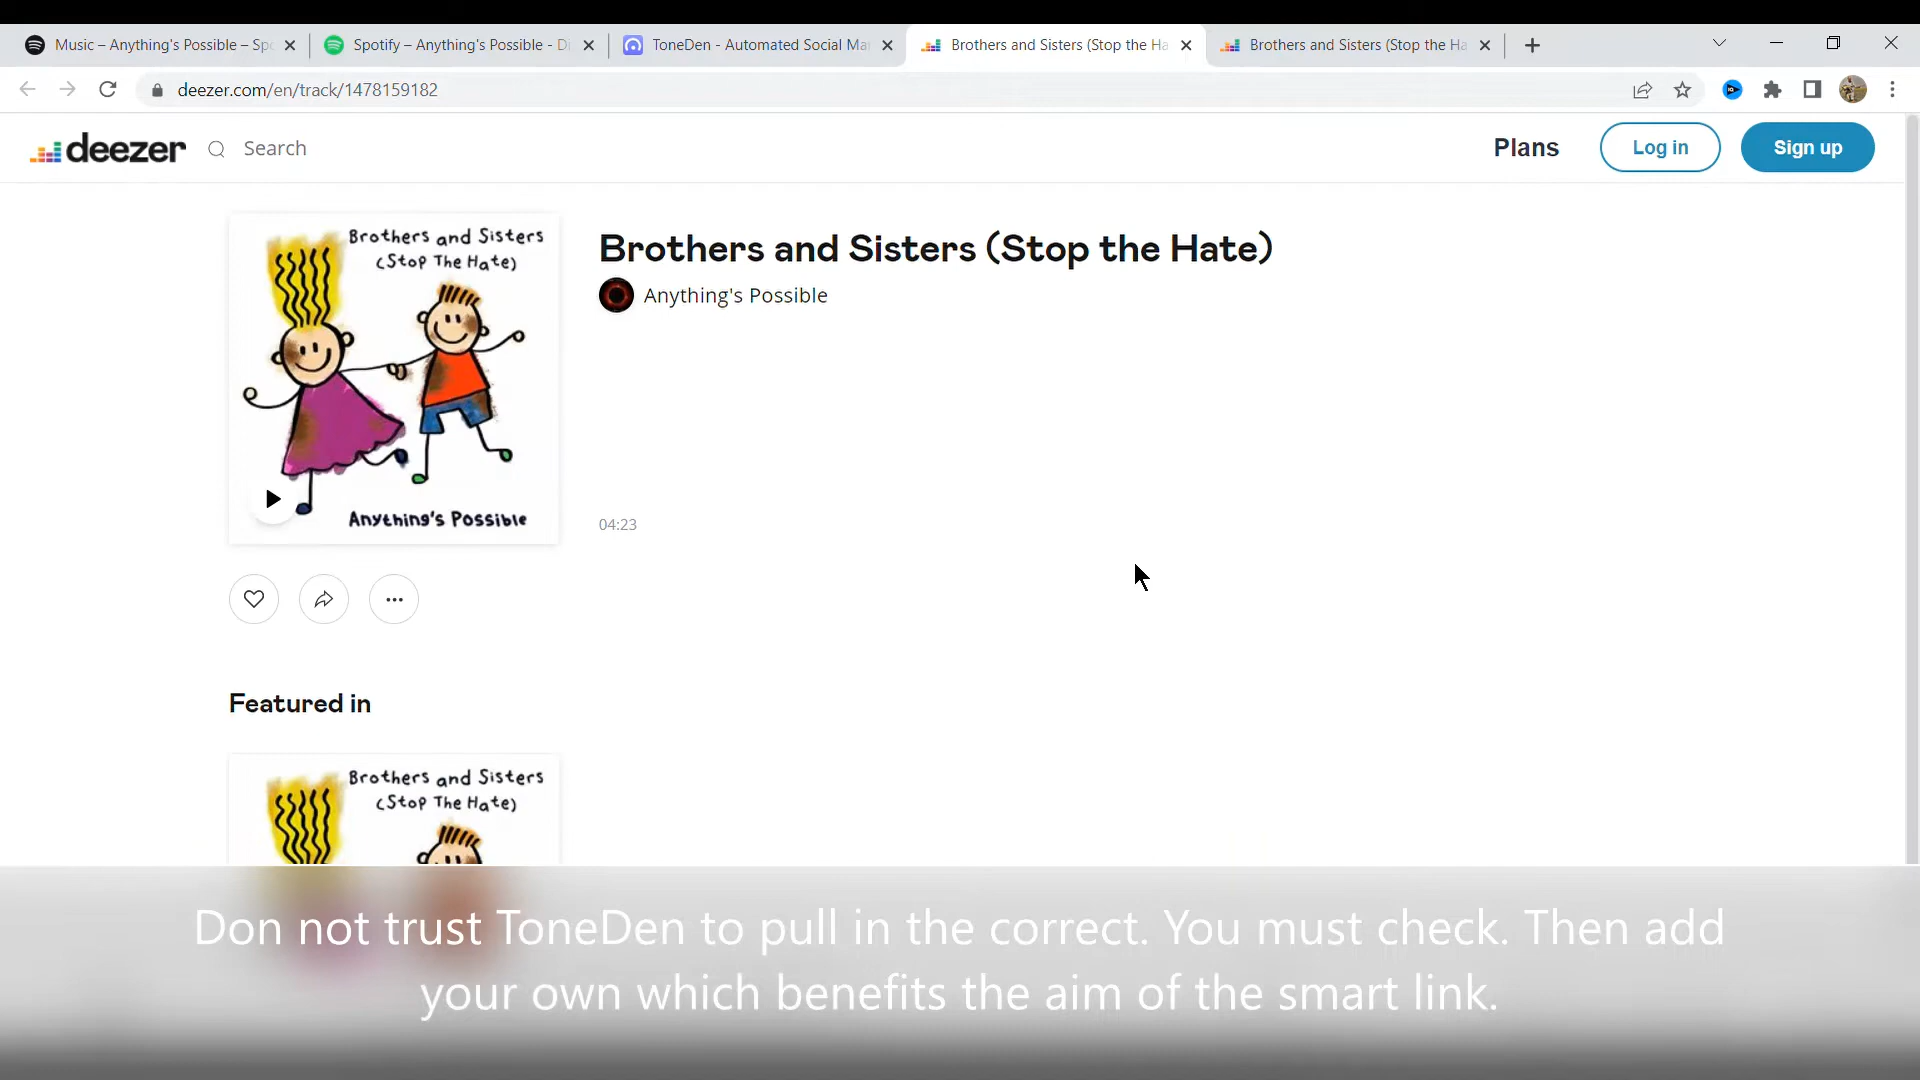 Music – Anything's Possible – Sp
Spotify – Anything's Possible - D
ToneDen - Automated Social Ma
Brothers and Sisters (Stop the Ha
Brothers and Sisters (Stop the Ha
deezer.com/en/track/1478159182
deezer
Search
Plans
Log in
Sign up
Brothers and Sisters
(Stop The Hate)
Anything's Possible
Brothers and Sisters (Stop the Hate)
Anything's Possible
04:23
Featured in
Brothers and Sisters
(Stop The Hate)
Don not trust ToneDen to pull in the correct. You must check. Then add
your own which benefits the aim of the smart link.